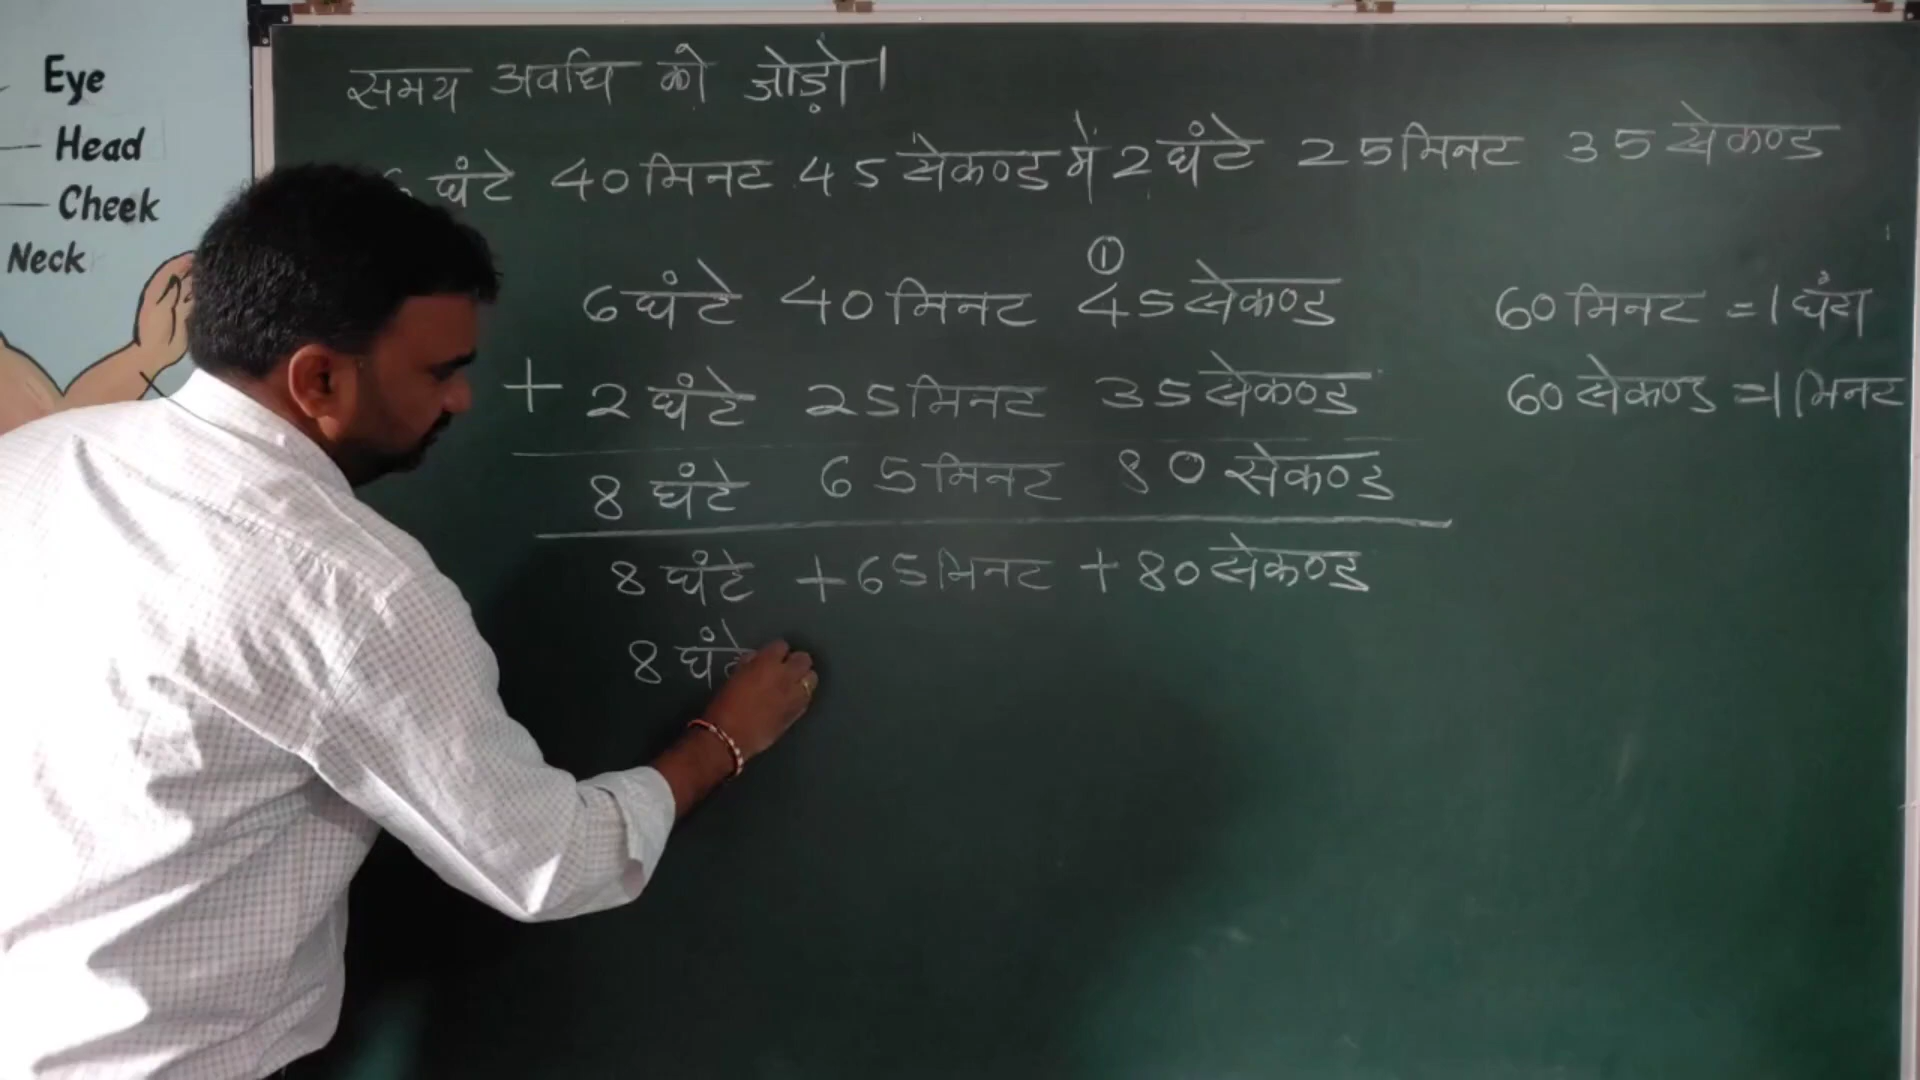 Eye
Head
Cheek
Neck
समय अवधि को जोड़ो।
6 घंटे 40 मिनट 45 सेकण्ड में 2 घंटे 25 मिनट 35 सेकण्ड
①
6 घंटे 40 मिनट 45 सेकण्ड
+ 2 घंटे 25 मिनट 35 सेकण्ड
8 घंटे 65 मिनट 80 सेकण्ड
8 घंटे + 65 मिनट + 80 सेकण्ड
8 घंटे
60 मिनट = 1 घंटा
60 सेकण्ड = 1 मिनट